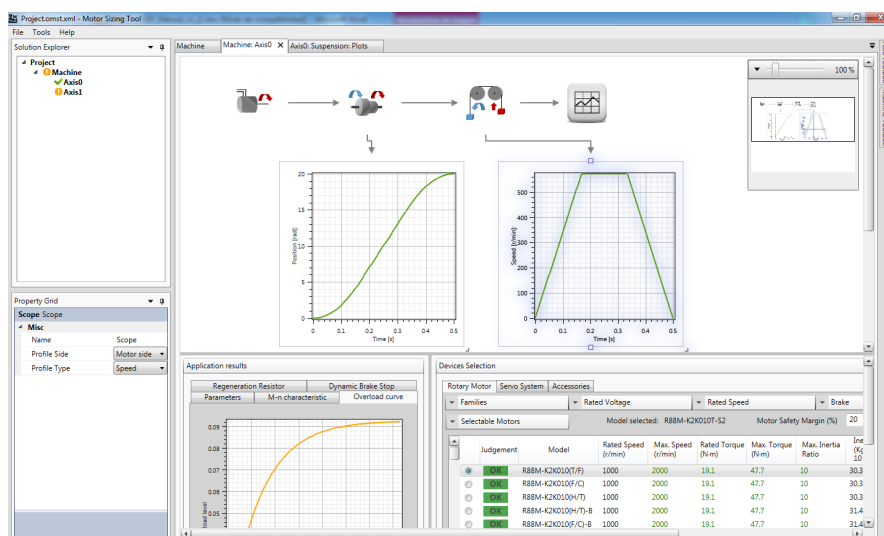 Project.omst.xml - Motor Sizing Tool
File Tools Help
Solution Explorer
Project
Machine
Axis0
Axis1
Property Grid
Scope Scope
Misc
Name Scope
Profile Side Motor side
Profile Type Speed
Machine Machine: Axis0 X Axis0: Suspension: Plots
100 %
Position [rad]:
20
15
10
5
0
0 0.1 0.2 0.3 0.4 0.5
Time [s]
Speed [r/min]:
500
400
300
200
100
0
0 0.1 0.2 0.3 0.4 0.5
Time [s]
Application results
Regeneration Resistor Dynamic Brake Stop
Parameters M-n characteristic Overload curve
0.09
0.08
0.07
0.06
0.05
load level
Devices Selection
Rotary Motor Servo System Accessories
Families Rated Voltage Rated Speed Brake
Selectable Motors Model selected: R88M-K2K010T-S2 Motor Safety Margin (%) 20
Judgement Model Rated Speed (r/min) Max. Speed (r/min) Rated Torque (N·m) Max. Torque (N·m) Max. Inertia Ratio Ine (Kg 10
OK R88M-K2K010(T/F) 1000 2000 19.1 47.7 10 30.3
OK R88M-K2K010(F/C) 1000 2000 19.1 47.7 10 30.3
OK R88M-K2K010(H/T) 1000 2000 19.1 47.7 10 30.3
OK R88M-K2K010(H/T)-B 1000 2000 19.1 47.7 10 31.4
OK R88M-K2K010(F/C)-B 1000 2000 19.1 47.7 10 31.4